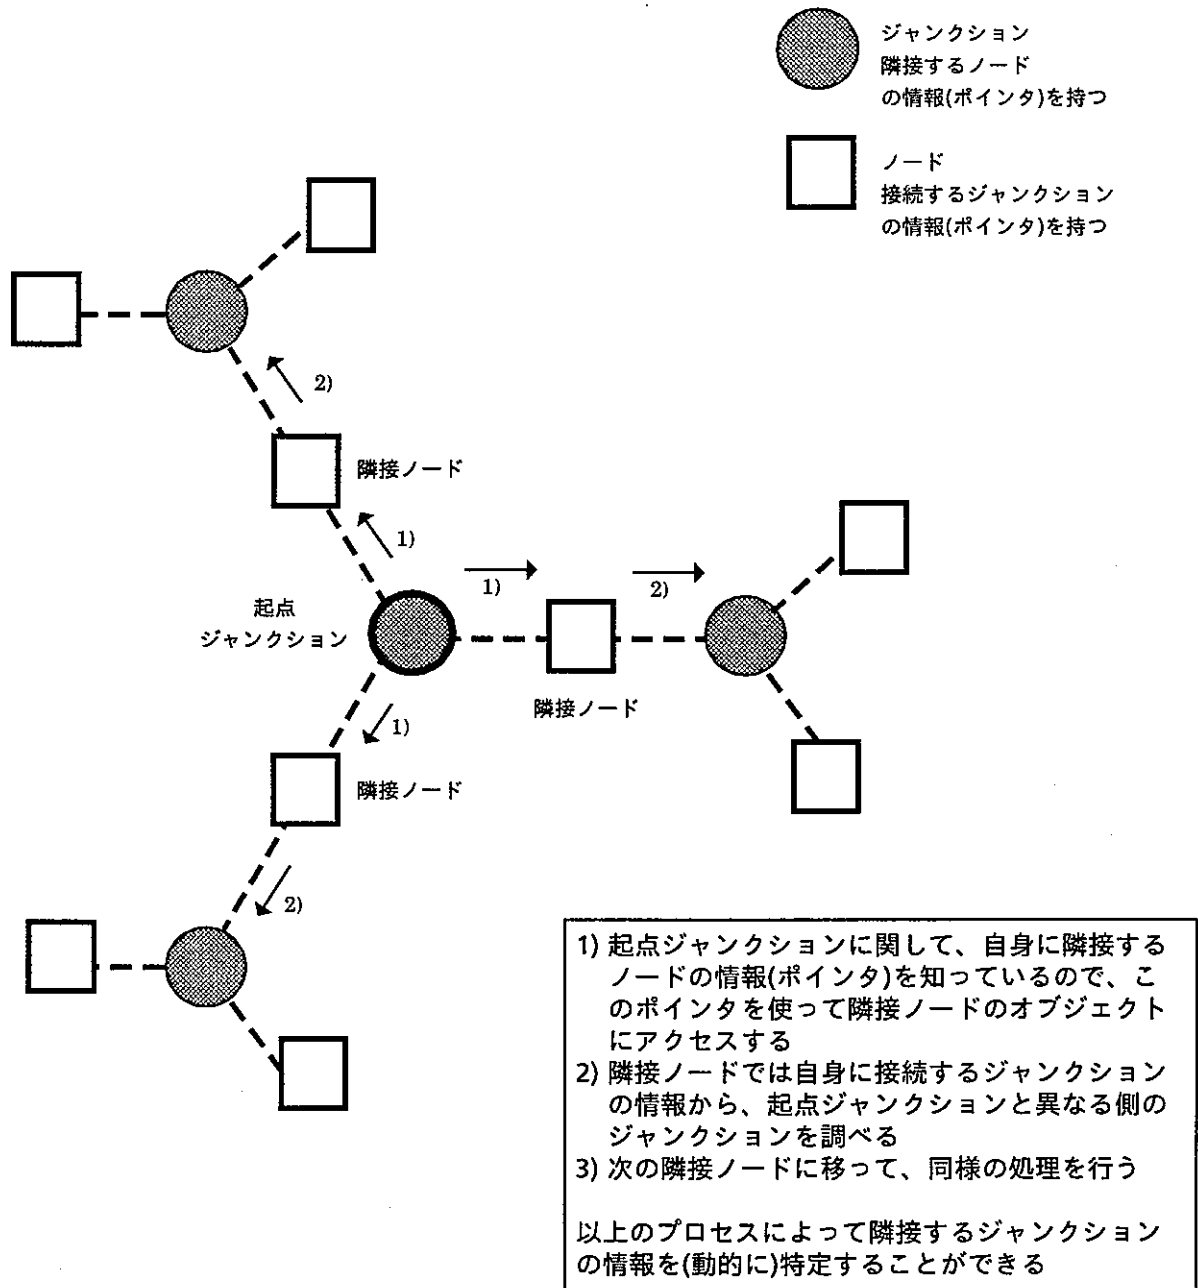 ジャンクション
隣接するノード
の情報(ポインタ)を持つ
ノード
接続するジャンクション
の情報(ポインタ)を持つ
2)
隣接ノード
1)
1)
2)
起点
ジャンクション
隣接ノード
1)
隣接ノード
2)
1) 起点ジャンクションに関して、自身に隣接する
ノードの情報(ポインタ)を知っているので、こ
のポインタを使って隣接ノードのオブジェクト
にアクセスする
2) 隣接ノードでは自身に接続するジャンクション
の情報から、起点ジャンクションと異なる側の
ジャンクションを調べる
3) 次の隣接ノードに移って、同様の処理を行う
以上のプロセスによって隣接するジャンクション
の情報を(動的に)特定することができる